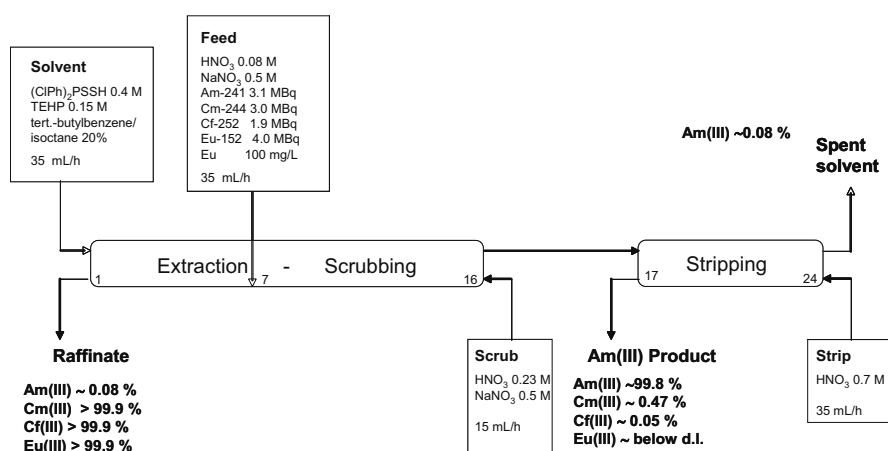 Solvent
(ClPh)2PSSH 0.4 M
TEHP 0.15 M
tert.-butylbenzene/
isoctane 20%
35 mL/h
Feed
HNO3 0.08 M
NaNO3 0.5 M
Am-241 3.1 MBq
Cm-244 3.0 MBq
Cf-252 1.9 MBq
Eu-152 4.0 MBq
Eu 100 mg/L
35 mL/h
Am(III) ~0.08 %
Spent
solvent
Extraction - Scrubbing
1 7 16
Stripping
17 24
Raffinate
Am(III) ~ 0.08 %
Cm(III) > 99.9 %
Cf(III) > 99.9 %
Eu(III) > 99.9 %
Scrub
HNO3 0.23 M
NaNO3 0.5 M
15 mL/h
Am(III) Product
Am(III) ~99.8 %
Cm(III) ~ 0.47 %
Cf(III) ~ 0.05 %
Eu(III) ~ below d.l.
Strip
HNO3 0.7 M
35 mL/h